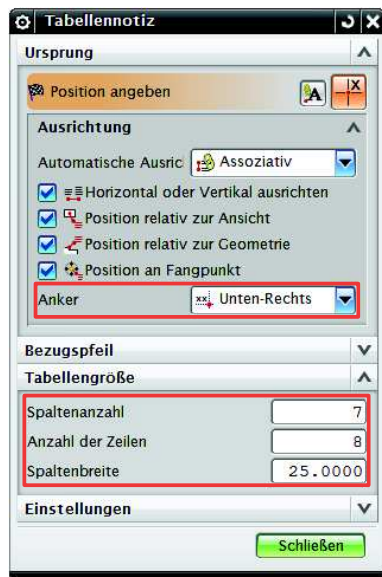 Tabellennotiz
Ursprung
Position angeben
Ausrichtung
Automatische Ausric Assoziativ
Horizontal oder Vertikal ausrichten
Position relativ zur Ansicht
Position relativ zur Geometrie
Position an Fangpunkt
Anker Unten-Rechts
Bezugspfeil
Tabellengröße
Spaltenanzahl 7
Anzahl der Zeilen 8
Spaltenbreite 25.0000
Einstellungen
Schließen